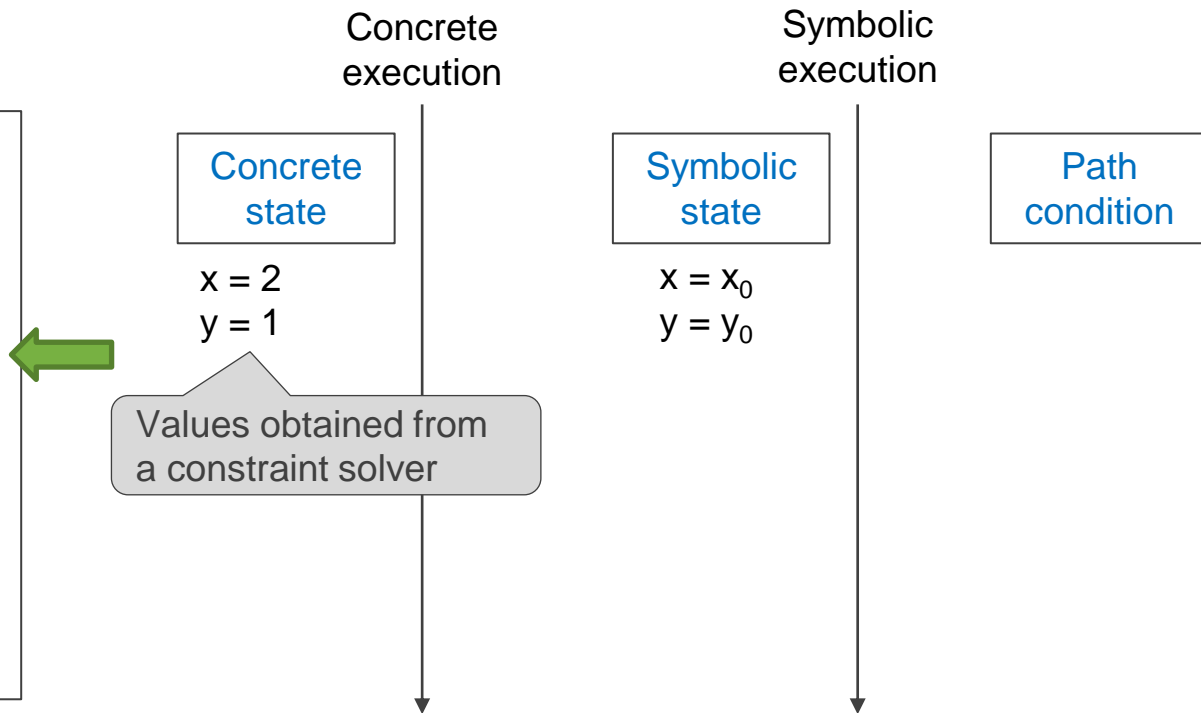 Concrete
execution
Symbolic
execution
Concrete
state
Symbolic
state
Path
condition
x = 2
y = 1
x = x₀
y = y₀
Values obtained from
a constraint solver